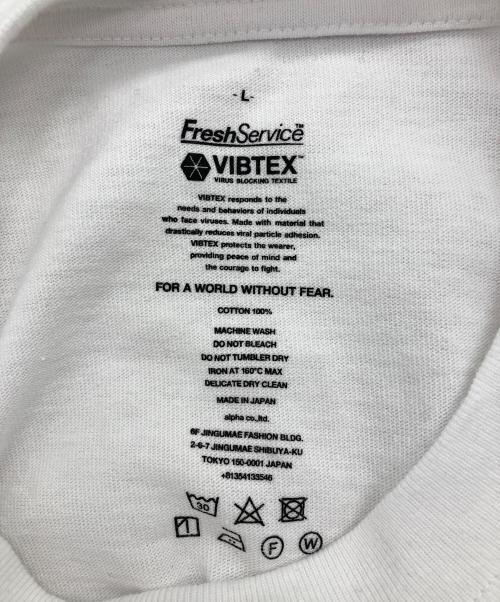 -L-
FreshService™
VIBTEX™
VIRUS BLOCKING TEXTILE
VIBTEX responds to the
needs and behaviors of individuals
who face viruses. Made with material that
drastically reduces viral particle adhesion.
VIBTEX protects the wearer,
providing peace of mind and
the courage to fight.
FOR A WORLD WITHOUT FEAR.
COTTON 100%
MACHINE WASH
DO NOT BLEACH
DO NOT TUMBLER DRY
IRON AT 160°C MAX
DELICATE DRY CLEAN
MADE IN JAPAN
alpha co.,ltd.
6F JINGUMAE FASHION BLDG.
2-6-7 JINGUMAE SHIBUYA-KU
TOKYO 150-0001 JAPAN
+81354133546
30
F W